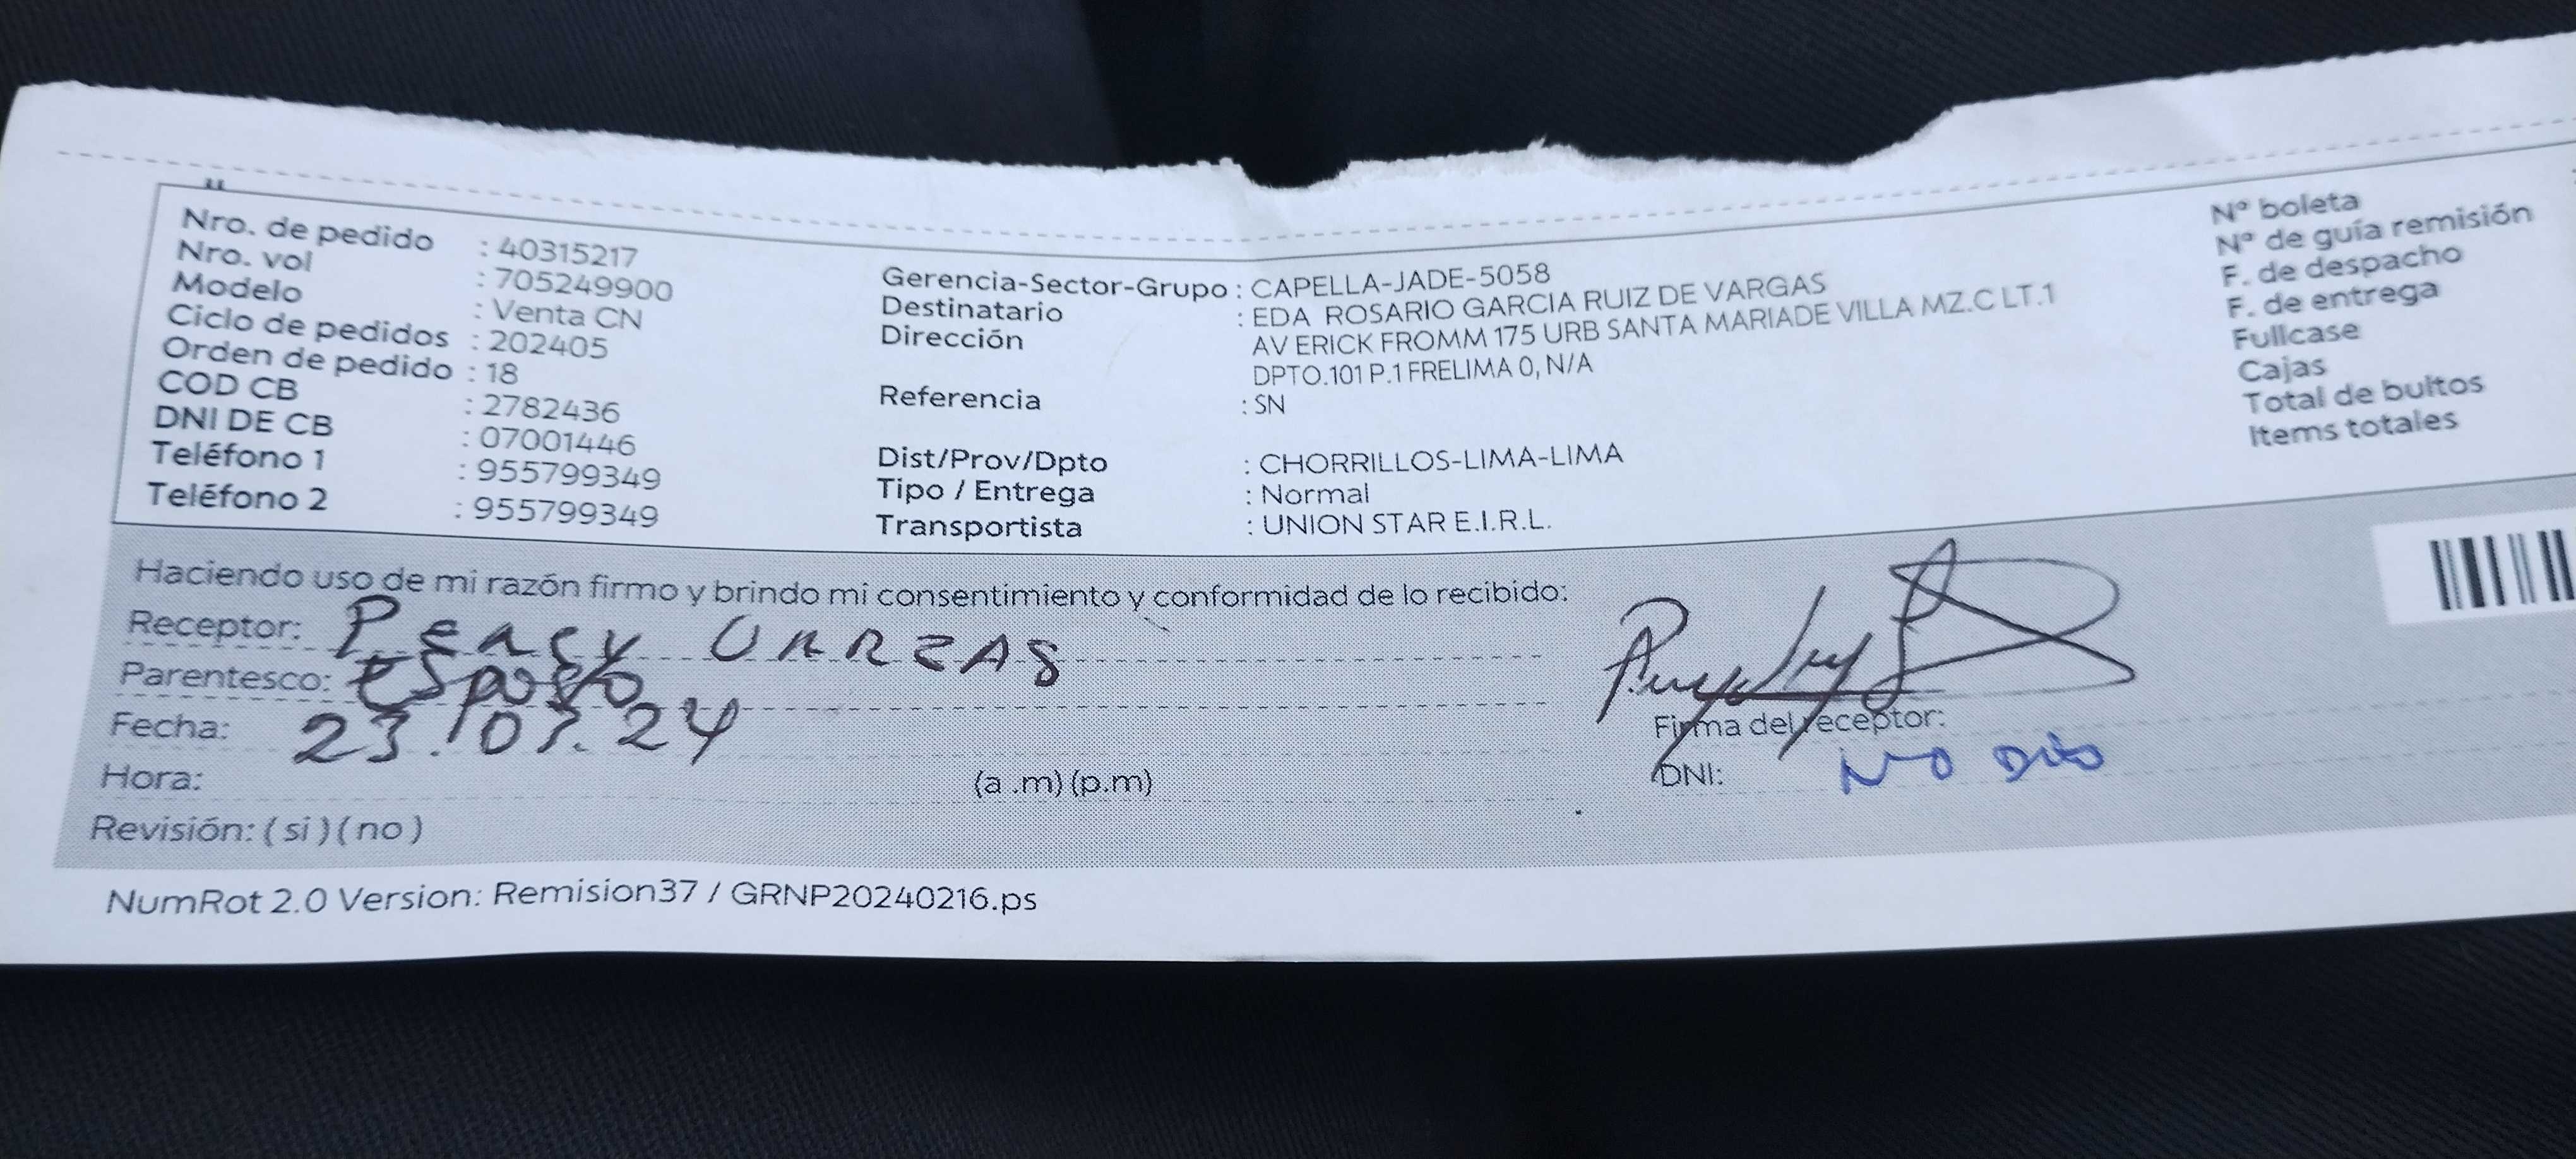 Nro. de pedido : 40315217
Nro. vol : 705249900
Modelo : Venta CN
Ciclo de pedidos : 202405
Orden de pedido : 18
COD CB : 2782436
DNI DE CB : 07001446
Teléfono 1 : 955799349
Teléfono 2 : 955799349
Gerencia-Sector-Grupo : CAPELLA-JADE-5058
Destinatario : EDA ROSARIO GARCIA RUIZ DE VARGAS
Dirección AV ERICK FROMM 175 URB SANTA MARIADE VILLA MZ.C LT.1
DPTO.101 P.1 FRELIMA 0, N/A
Referencia : SN
Dist/Prov/Dpto : CHORRILLOS-LIMA-LIMA
Tipo / Entrega : Normal
Transportista : UNION STAR E.I.R.L.
Nº boleta
Nº de guía remisión
F. de despacho
F. de entrega
Fullcase
Cajas
Total de bultos
Items totales
Haciendo uso de mi razón firmo y brindo mi consentimiento y conformidad de lo recibido:
Receptor: Percy
Parentesco: esposo
Fecha: 23.03.24
Hora: (a .m) (p.m)
Revisión: ( si ) ( no )
Firma del receptor:
DNI: NO DIO
NumRot 2.0 Version: Remision37 / GRNP20240216.ps